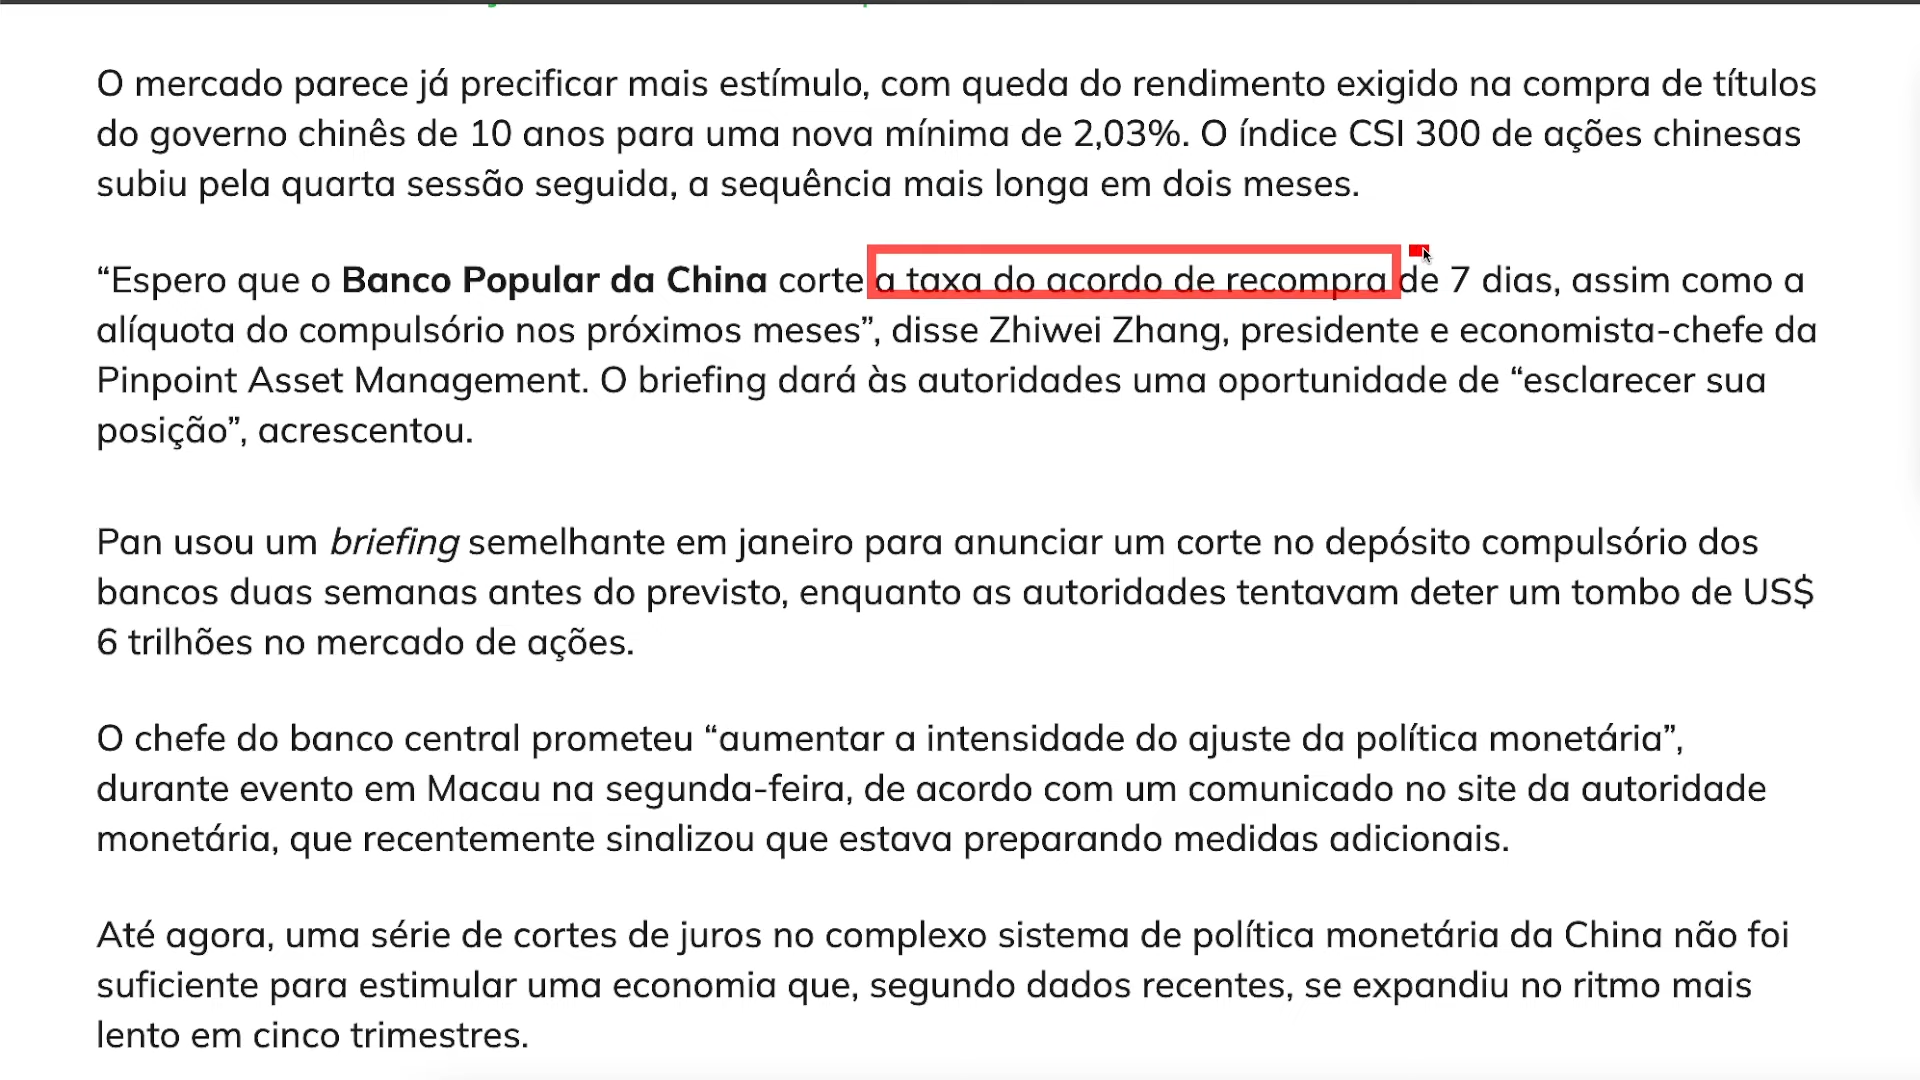 O mercado parece já precificar mais estímulo, com queda do rendimento exigido na compra de títulos
do governo chinês de 10 anos para uma nova mínima de 2,03%. O índice CSI 300 de ações chinesas
subiu pela quarta sessão seguida, a sequência mais longa em dois meses.
“Espero que o Banco Popular da China corte a taxa do acordo de recompra de 7 dias, assim como a
alíquota do compulsório nos próximos meses”, disse Zhiwei Zhang, presidente e economista-chefe da
Pinpoint Asset Management. O briefing dará às autoridades uma oportunidade de “esclarecer sua
posição”, acrescentou.
Pan usou um briefing semelhante em janeiro para anunciar um corte no depósito compulsório dos
bancos duas semanas antes do previsto, enquanto as autoridades tentavam deter um tombo de US$
6 trilhões no mercado de ações.
O chefe do banco central prometeu “aumentar a intensidade do ajuste da política monetária”,
durante evento em Macau na segunda-feira, de acordo com um comunicado no site da autoridade
monetária, que recentemente sinalizou que estava preparando medidas adicionais.
Até agora, uma série de cortes de juros no complexo sistema de política monetária da China não foi
suficiente para estimular uma economia que, segundo dados recentes, se expandiu no ritmo mais
lento em cinco trimestres.